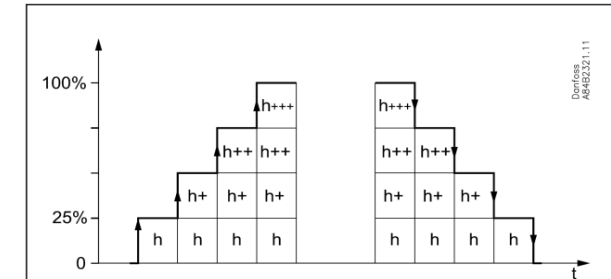 100%
25%
0
h+++
h++ h++
h+ h+ h+
h h h h
h+++
h++ h++
h+ h+ h+
h h h h
t
Danfoss
A84B2321.11